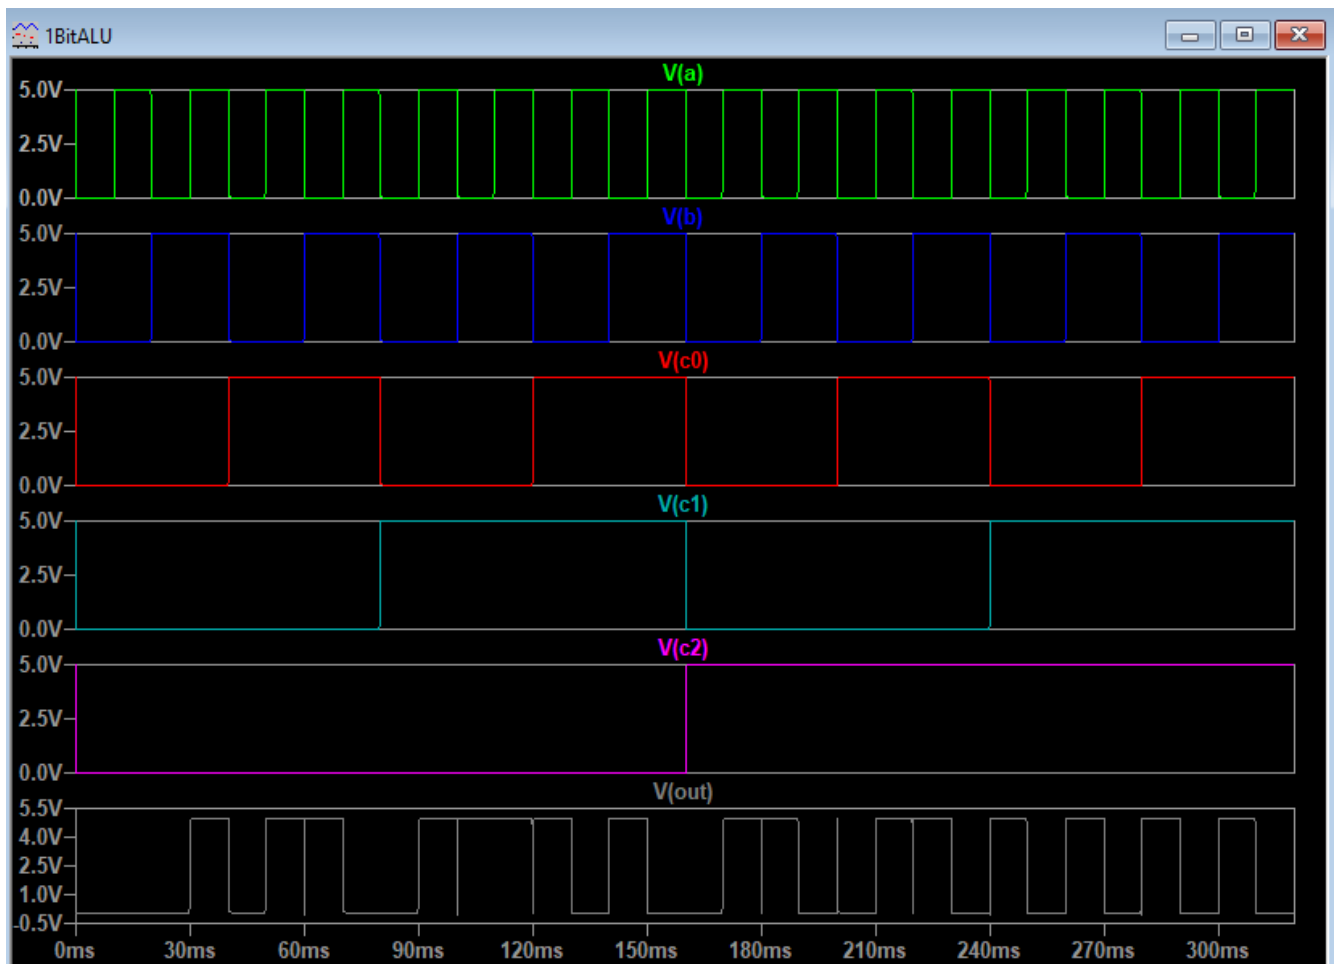 1BitALU
V(a)
5.0V
2.5V
0.0V
V(b)
5.0V
2.5V
0.0V
V(c0)
5.0V
2.5V
0.0V
V(c1)
5.0V
2.5V
0.0V
V(c2)
5.0V
2.5V
0.0V
V(out)
5.5V
4.0V
2.5V
1.0V
-0.5V
0ms 30ms 60ms 90ms 120ms 150ms 180ms 210ms 240ms 270ms 300ms